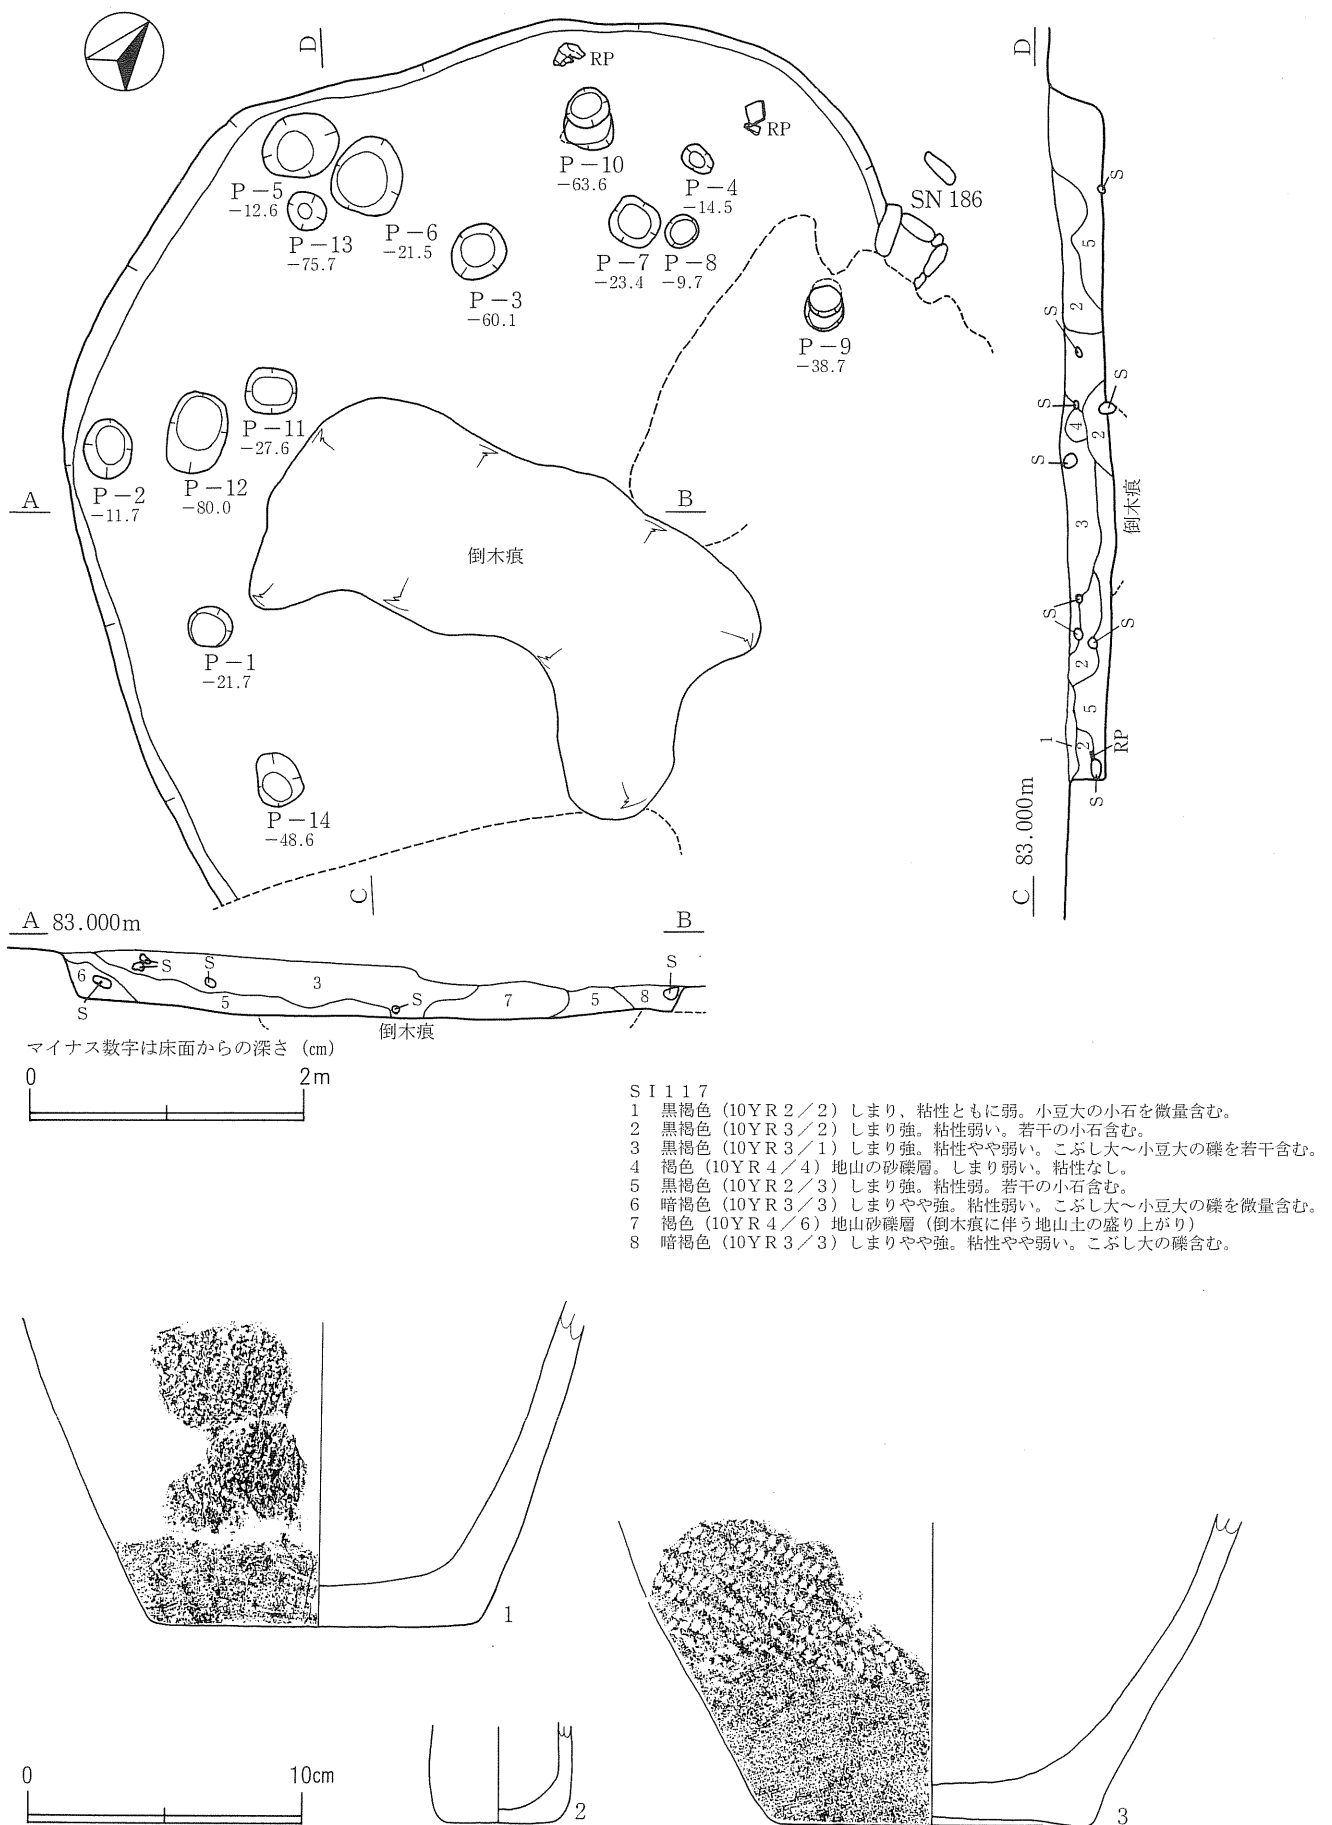 D
RP
RP
SN 186
P-5
-12.6
P-13
-75.7
P-6
-21.5
P-3
-60.1
P-10
-63.6
P-4
-14.5
P-7
-23.4
P-8
-9.7
P-9
-38.7
P-11
-27.6
P-2
-11.7
P-12
-80.0
A
B
倒木痕
P-1
-21.7
P-14
-48.6
C
D
S
5
2
S
S
S
4
2
S
倒木痕
3
S
S
S
2
5
1
2
RP
S
C 83.000m
A 83.000m
B
6
S
S
S
3
5
S
7
5
8
S
倒木痕
マイナス数字は床面からの深さ (cm)
0 2m
SI117
1 黒褐色 (10YR2/2) しまり、粘性ともに弱。小豆大の小石を微量含む。
2 黒褐色 (10YR3/2) しまり強。粘性弱い。若干の小石含む。
3 黒褐色 (10YR3/1) しまり強。粘性やや弱い。こぶし大〜小豆大の礫を若干含む。
4 褐色 (10YR4/4) 地山の砂礫層。しまり弱い。粘性なし。
5 黒褐色 (10YR2/3) しまり強。粘性弱。若干の小石含む。
6 暗褐色 (10YR3/3) しまりやや強。粘性弱い。こぶし大〜小豆大の礫を微量含む。
7 褐色 (10YR4/6) 地山砂礫層 (倒木痕に伴う地山土の盛り上がり)
8 暗褐色 (10YR3/3) しまりやや強。粘性やや弱い。こぶし大の礫含む。
1
0 10cm
2
3